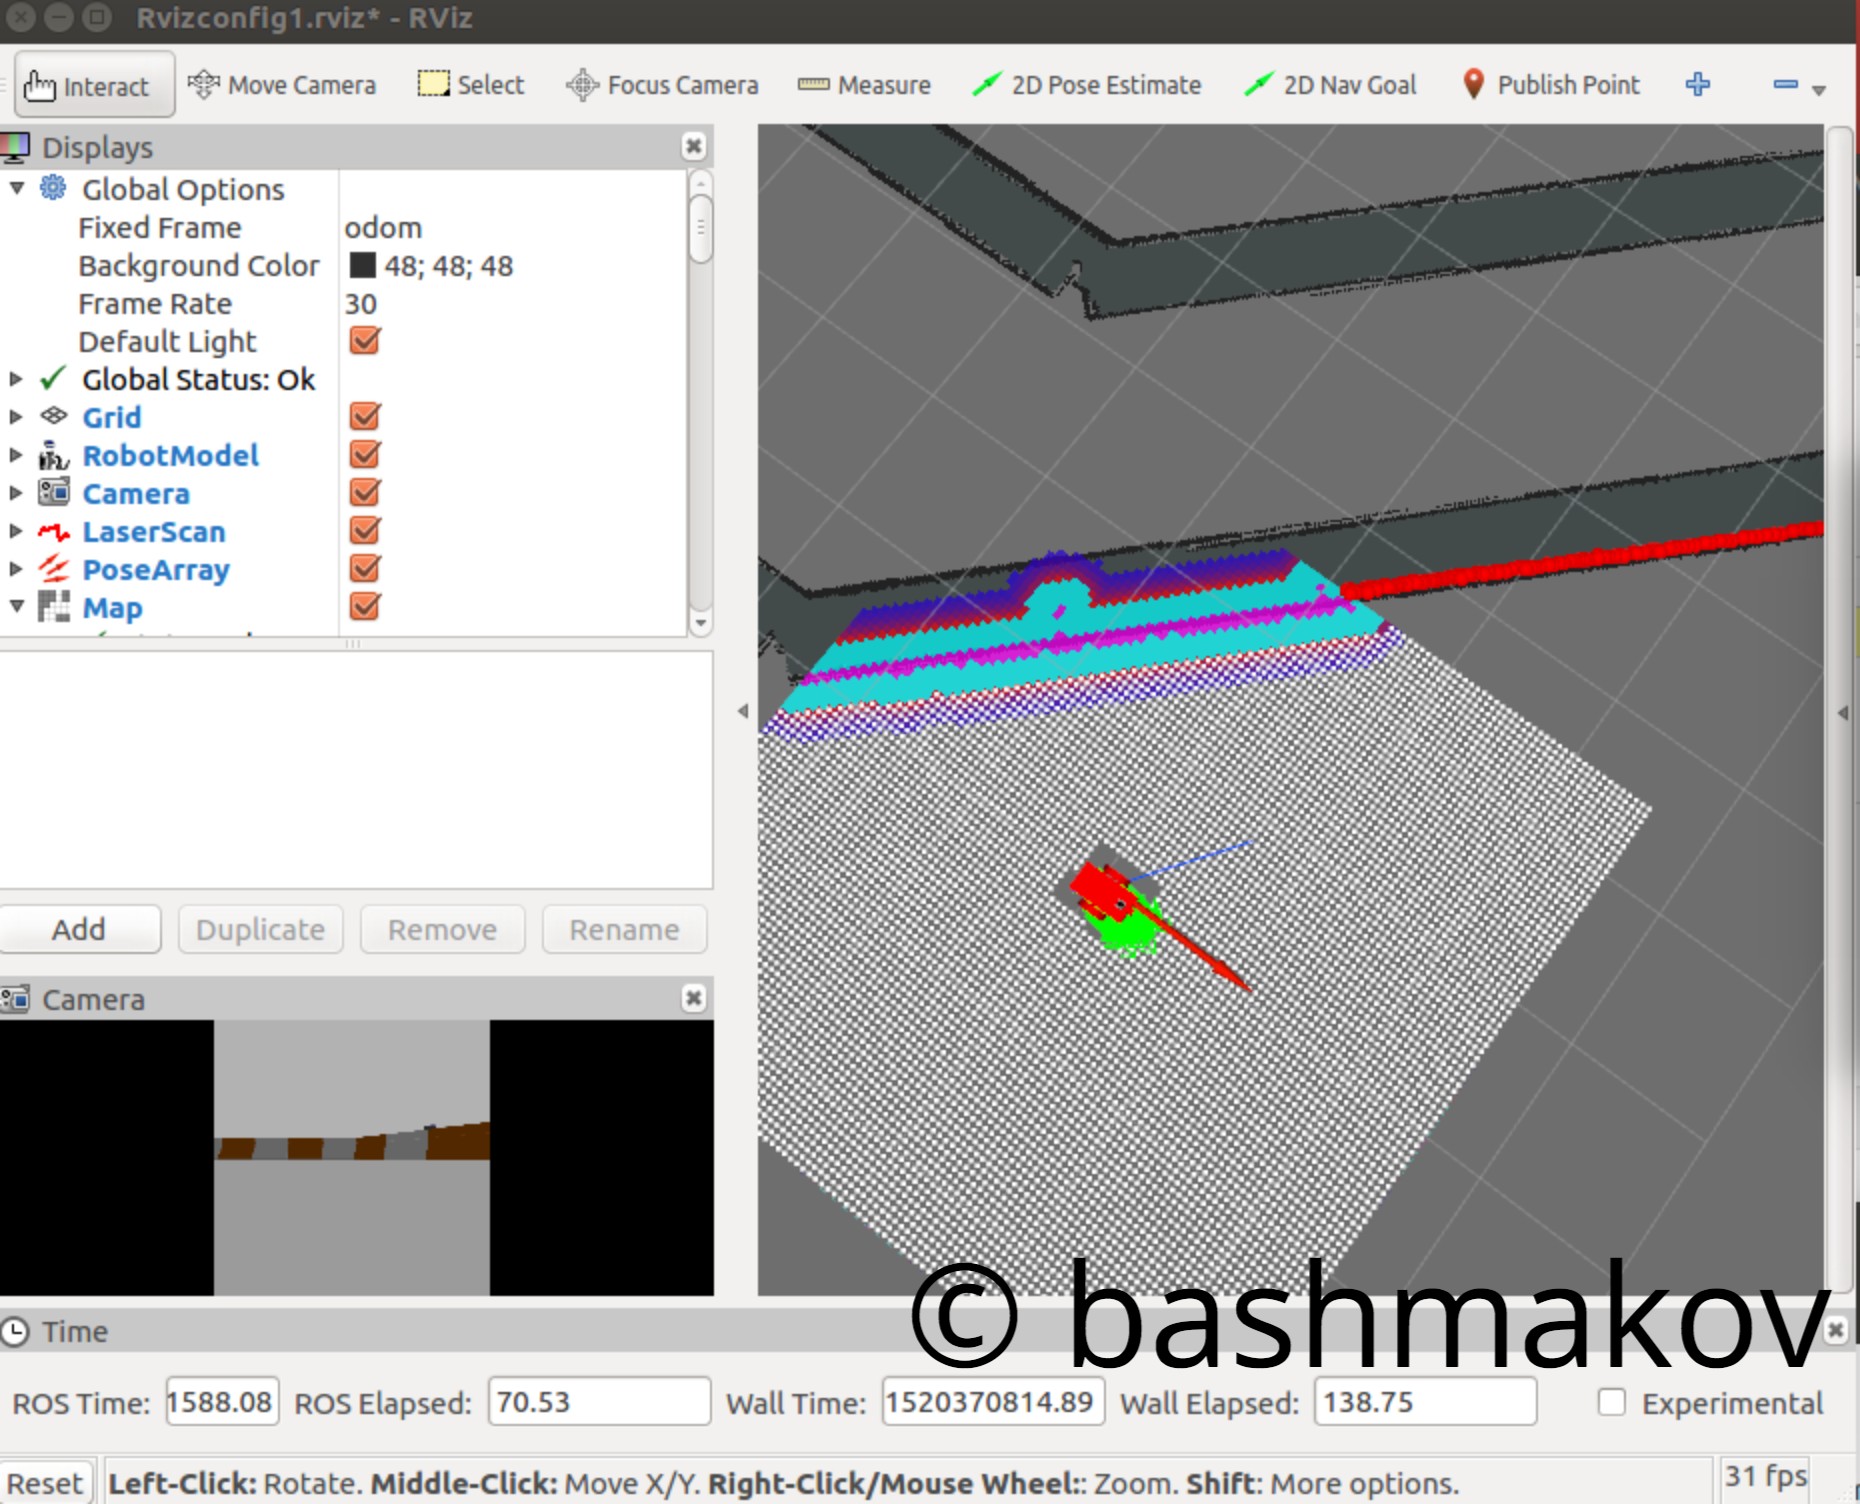 Rvizconfig1.rviz* - RViz
Interact Move Camera Select Focus Camera Measure 2D Pose Estimate 2D Nav Goal Publish Point
Displays
Global Options
Fixed Frame odom
Background Color 48; 48; 48
Frame Rate 30
Default Light
Global Status: Ok
Grid
RobotModel
Camera
LaserScan
PoseArray
Map
Add Duplicate Remove Rename
Camera
© bashmakov
Time
ROS Time: 1588.08 ROS Elapsed: 70.53 Wall Time: 1520370814.89 Wall Elapsed: 138.75 Experimental
Reset Left-Click: Rotate. Middle-Click: Move X/Y. Right-Click/Mouse Wheel:: Zoom. Shift: More options. 31 fps